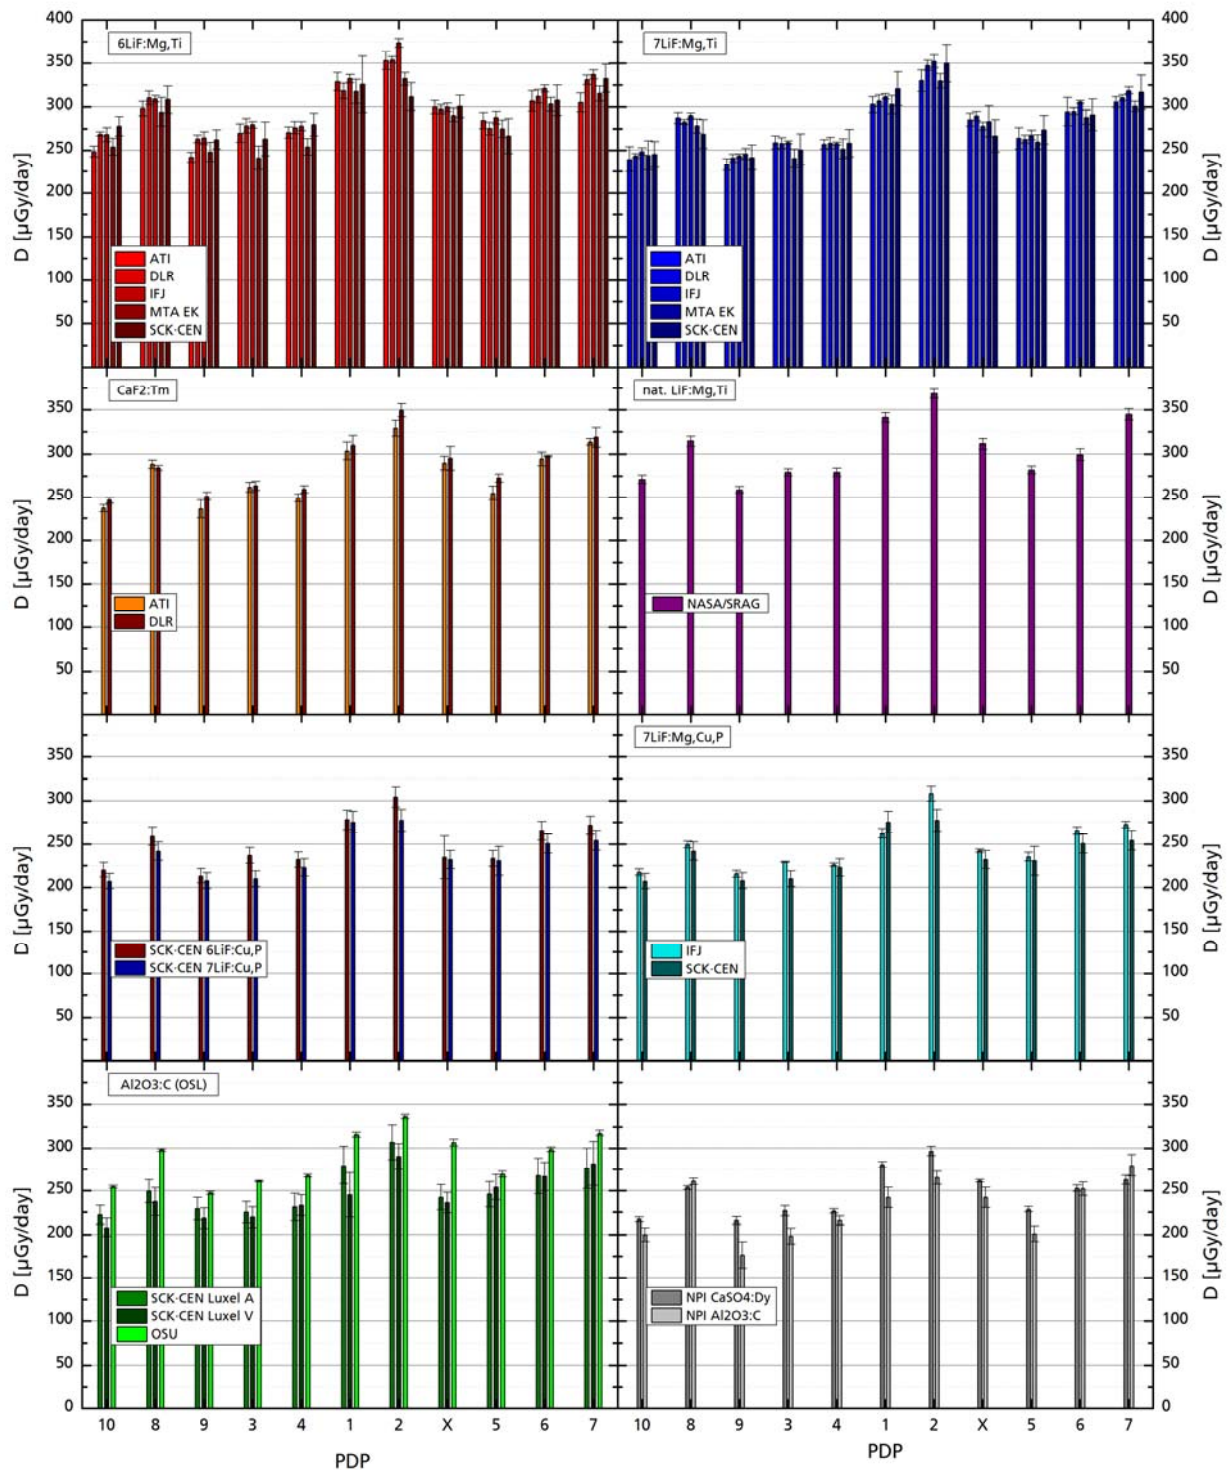 400
350
300
250
200
150
100
50
D [µGy/day]
6LiF:Mg,Ti
ATI
DLR
IFJ
MTA EK
SCK·CEN
7LiF:Mg,Ti
ATI
DLR
IFJ
MTA EK
SCK·CEN
400
350
300
250
200
150
100
50
D [µGy/day]
350
300
250
200
150
100
50
D [µGy/day]
CaF2:Tm
ATI
DLR
nat. LiF:Mg,Ti
NASA/SRAG
350
300
250
200
150
100
50
D [µGy/day]
350
300
250
200
150
100
50
D [µGy/day]
SCK·CEN 6LiF:Cu,P
SCK·CEN 7LiF:Cu,P
7LiF:Mg,Cu,P
IFJ
SCK·CEN
350
300
250
200
150
100
50
D [µGy/day]
350
300
250
200
150
100
50
0
D [µGy/day]
Al2O3:C (OSL)
SCK·CEN Luxel A
SCK·CEN Luxel V
OSU
NPI CaSO4:Dy
NPI Al2O3:C
350
300
250
200
150
100
50
0
D [µGy/day]
10 8 9 3 4 1 2 X 5 6 7
PDP
10 8 9 3 4 1 2 X 5 6 7
PDP